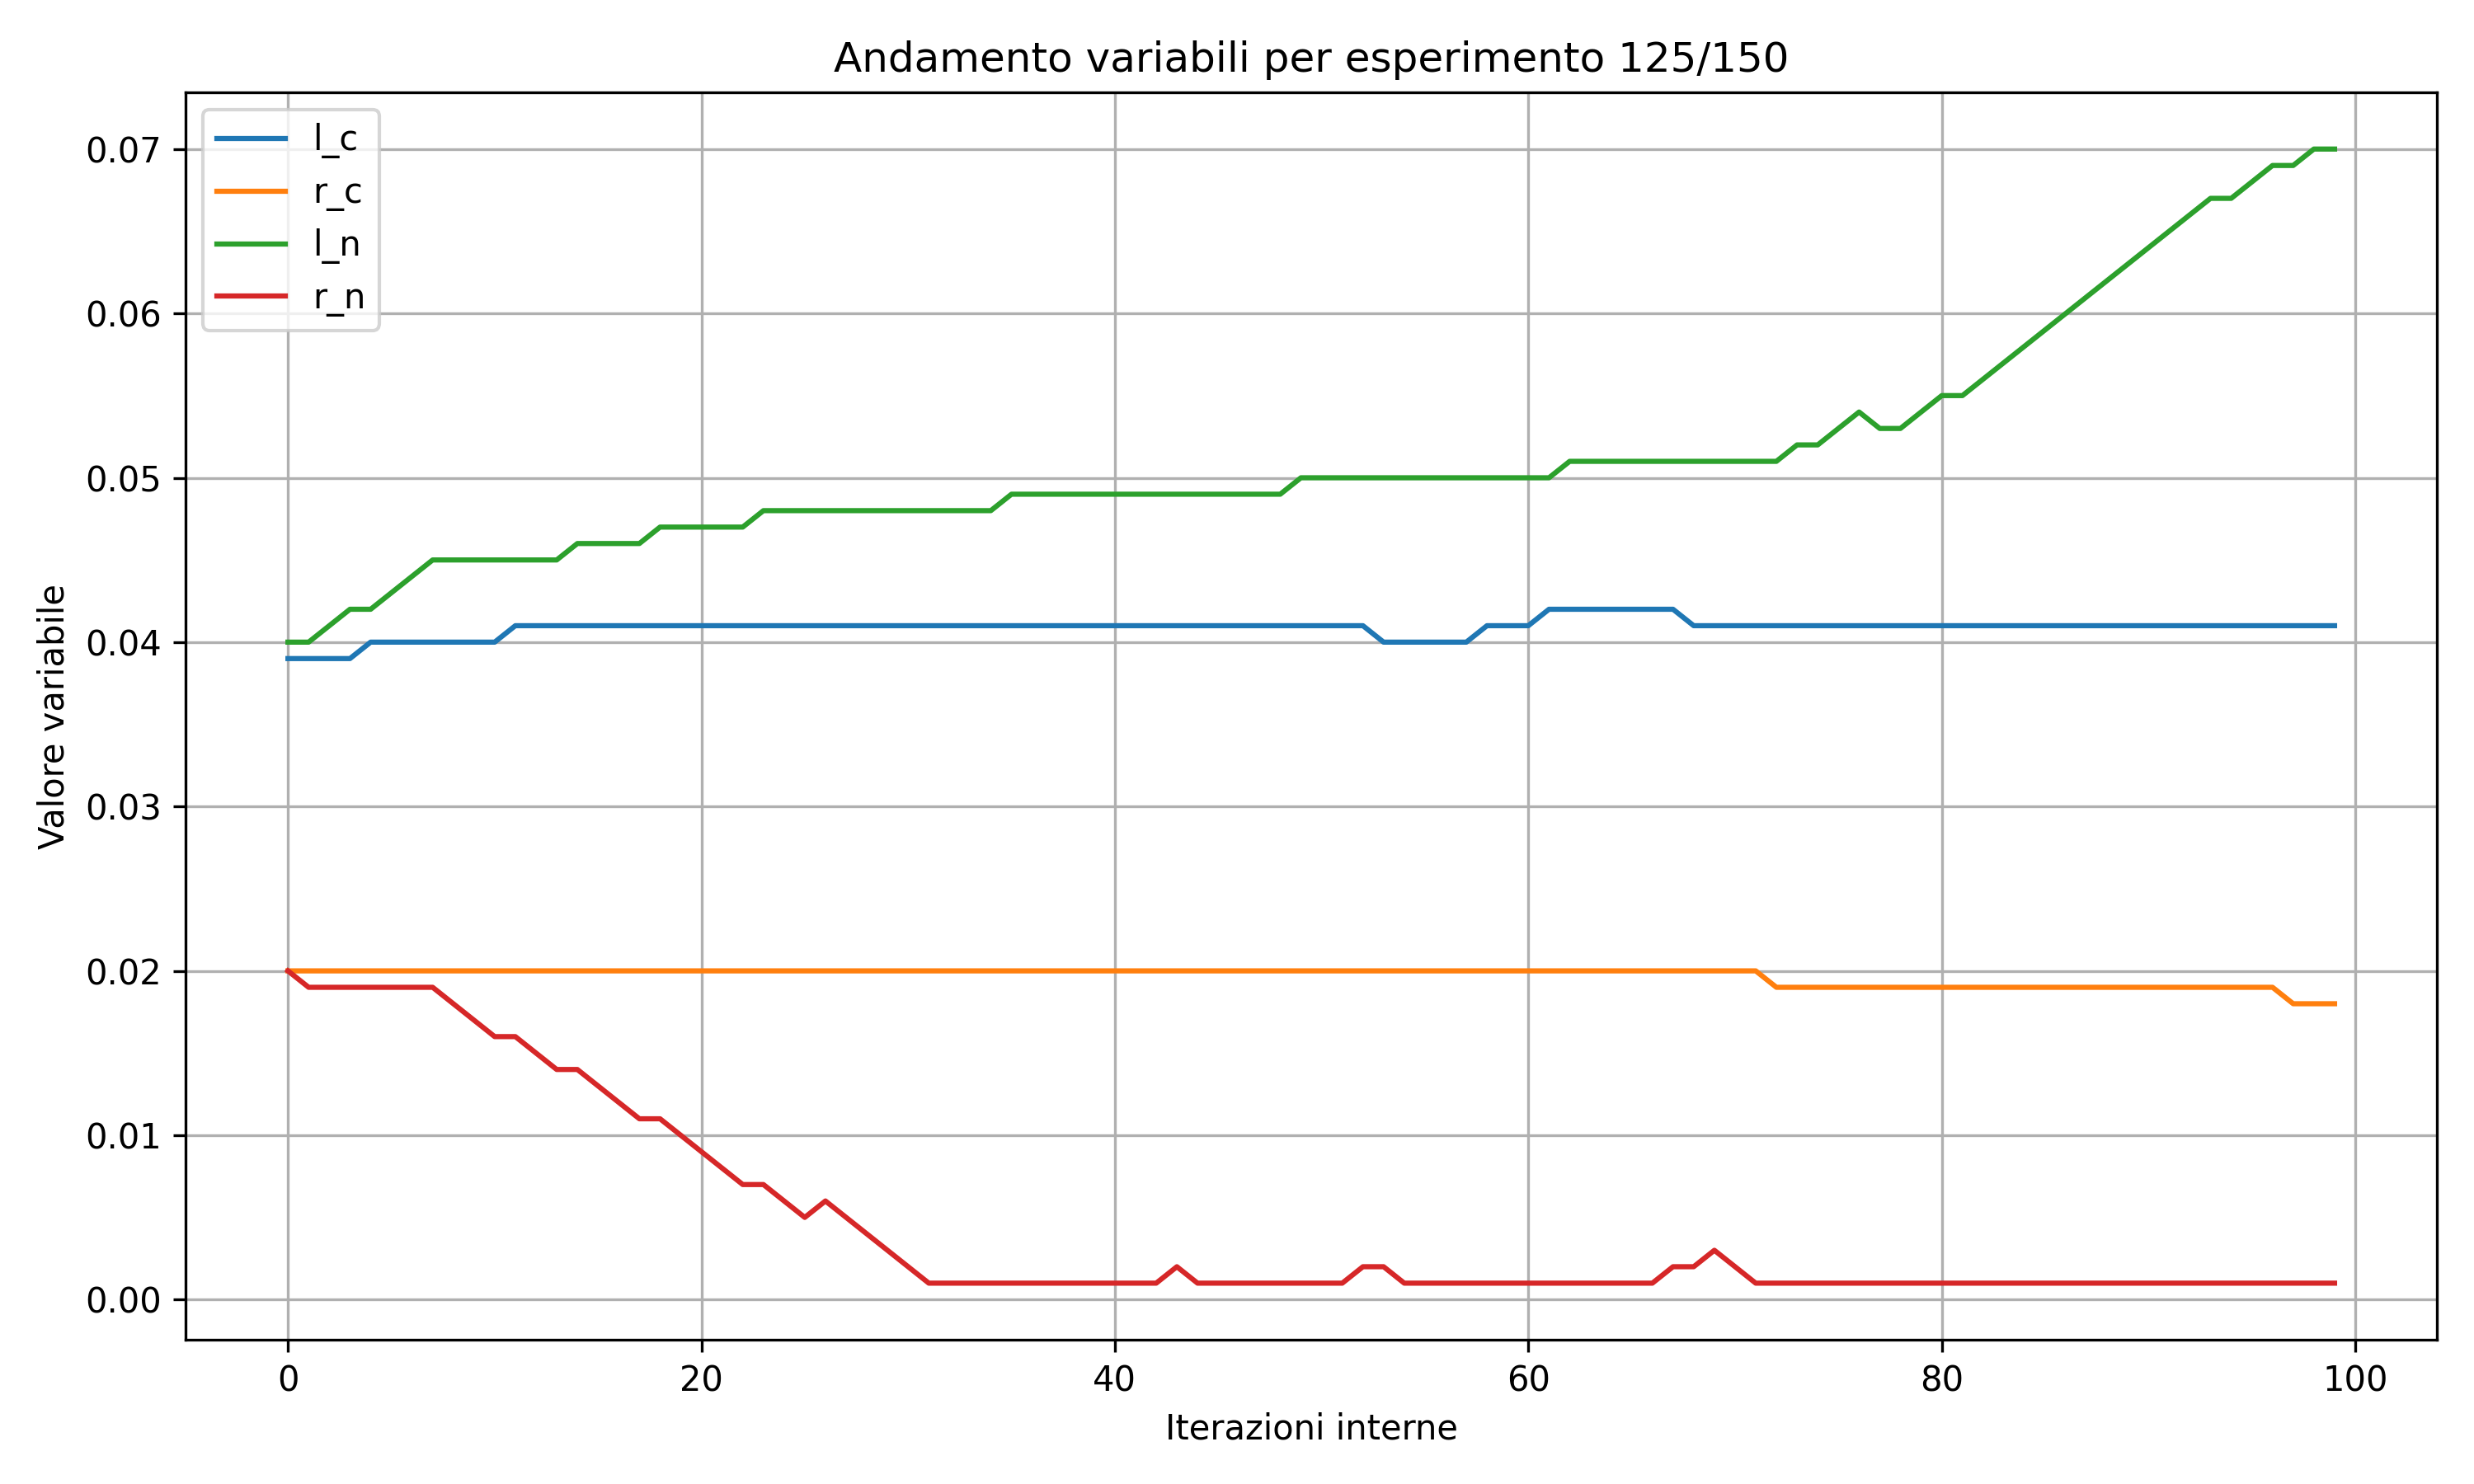 Andamento variabili per esperimento 125/150
l_c
r_c
l_n
r_n
Valore variabile
0.07
0.06
0.05
0.04
0.03
0.02
0.01
0.00
0 20 40 60 80 100
Iterazioni interne